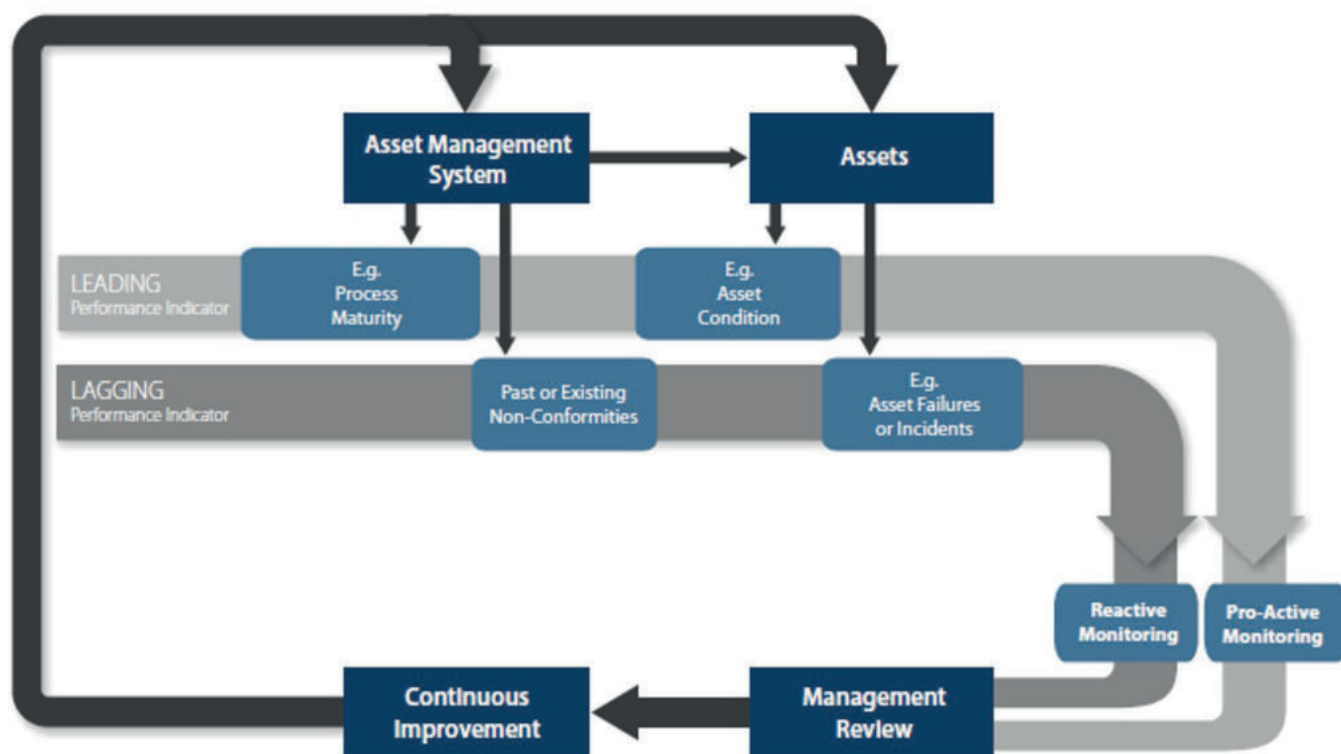 Asset Management
System
Assets
LEADING
Performance Indicator
E.g.
Process
Maturity
E.g.
Asset
Condition
LAGGING
Performance Indicator
Past or Existing
Non-Conformities
E.g.
Asset Failures
or Incidents
Reactive
Monitoring
Pro-Active
Monitoring
Continuous
Improvement
Management
Review